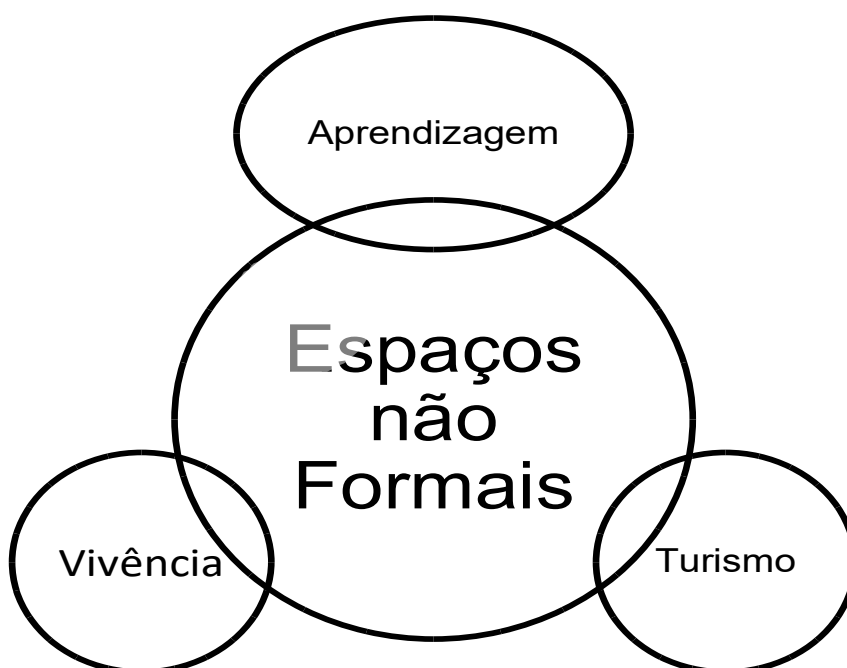 Aprendizagem
Espaços
não
Formais
Vivência
Turismo